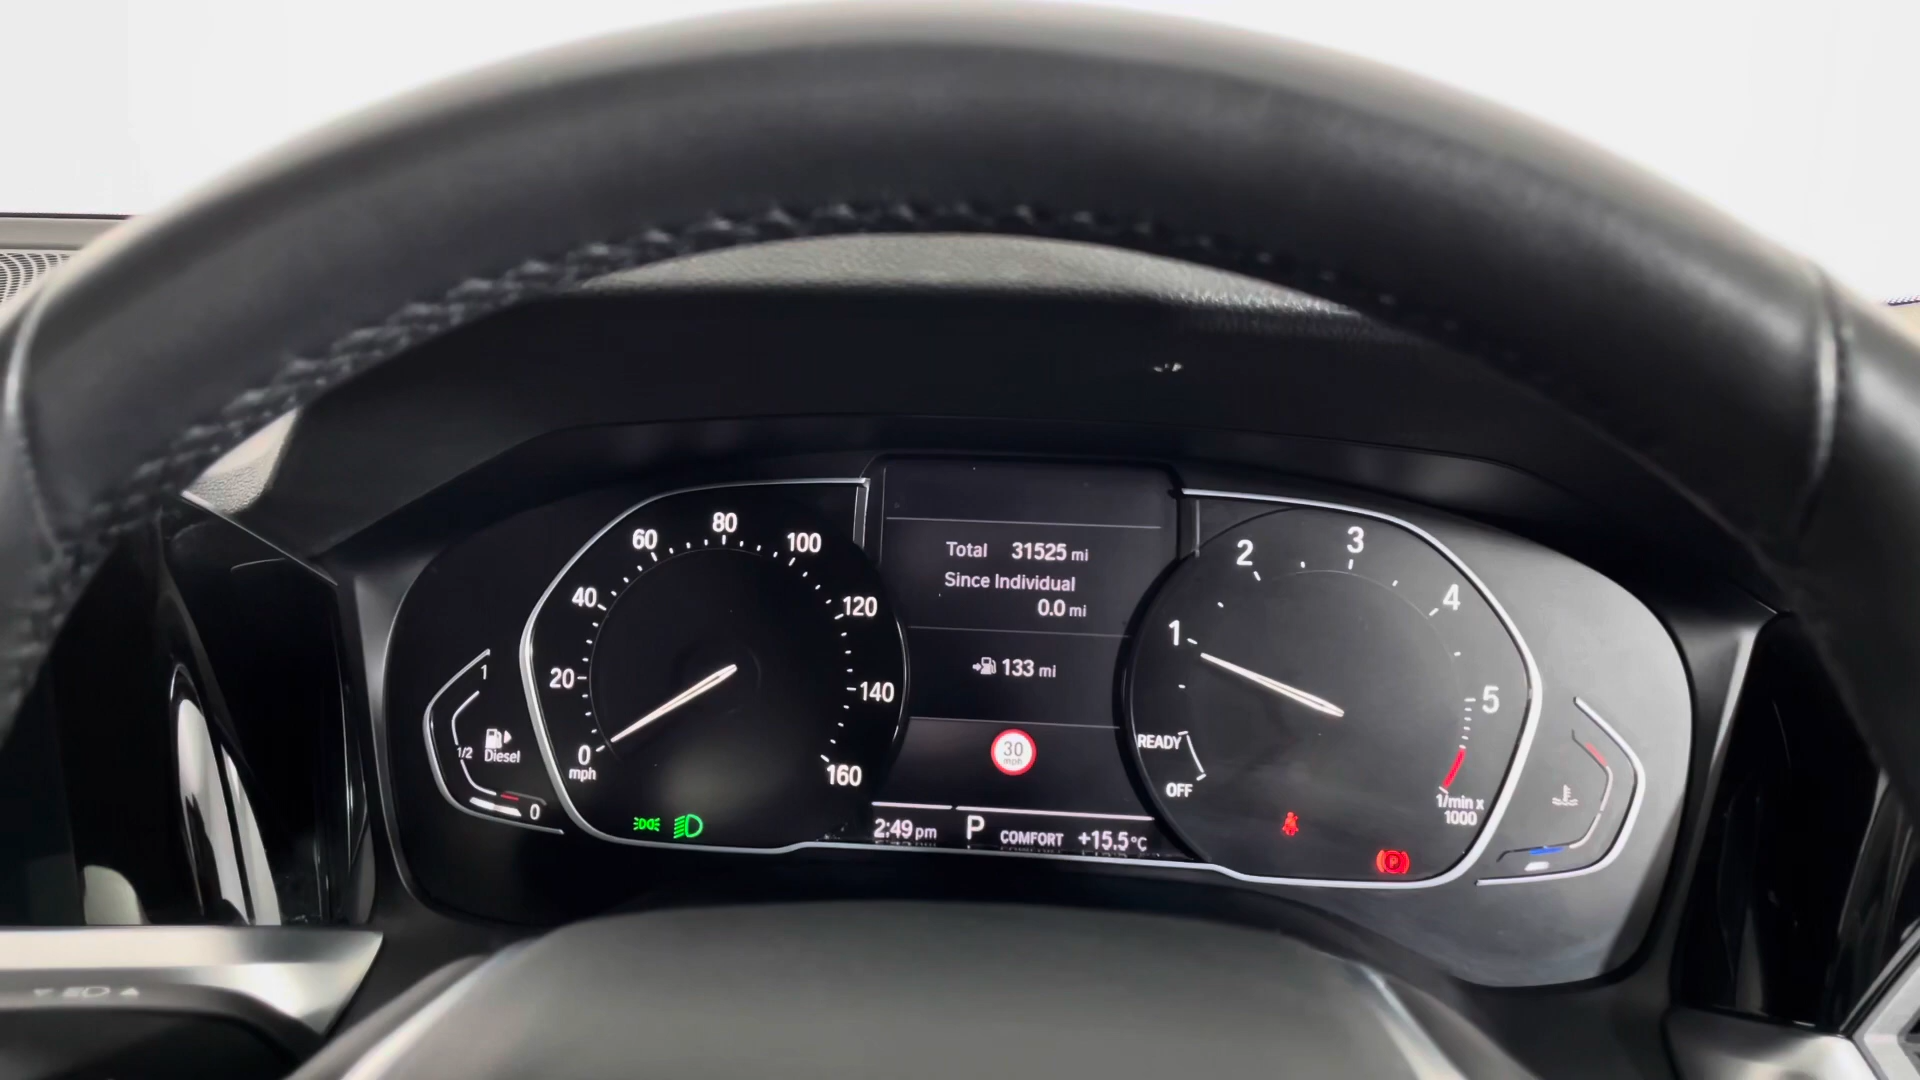 Total 31525 mi
Since Individual
0.0 mi
133 mi
30
mph
2:49 pm P COMFORT +15.5 °C
1
1/2
Diesel
0
0
mph
20
40
60
80
100
120
140
160
OFF
READY
1
2
3
4
5
1/min x
1000
P